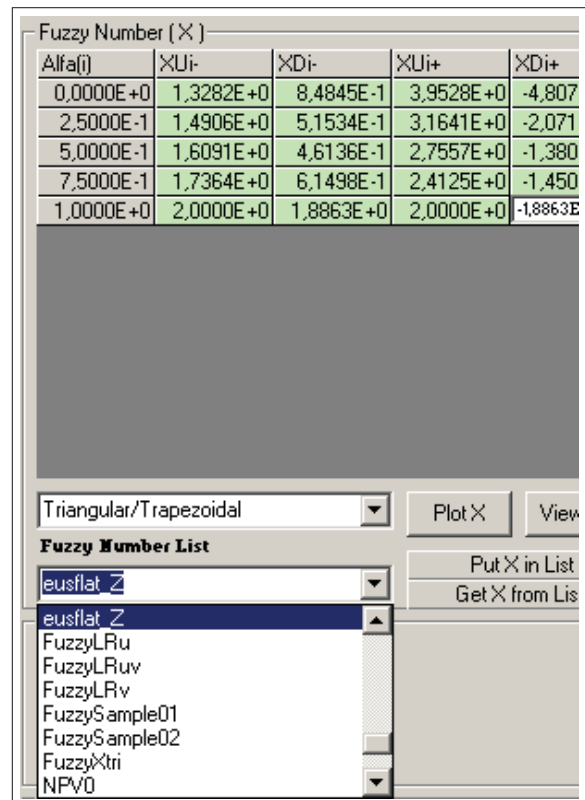 Fuzzy Number ( X )
Alfa(i) XUi- XDi- XUi+ XDi+
0,0000E+0 1,3282E+0 8,4845E-1 3,9528E+0 -4,807
2,5000E-1 1,4906E+0 5,1534E-1 3,1641E+0 -2,071
5,0000E-1 1,6091E+0 4,6136E-1 2,7557E+0 -1,380
7,5000E-1 1,7364E+0 6,1498E-1 2,4125E+0 -1,450
1,0000E+0 2,0000E+0 1,8863E+0 2,0000E+0 -1,8863E
Triangular/Trapezoidal Plot X View
Fuzzy Number List
Put X in List
eusflat_Z
Get X from Lis
eusflat_Z
FuzzyLRu
FuzzyLRuv
FuzzyLRv
FuzzySample01
FuzzySample02
FuzzyXtri
NPV0